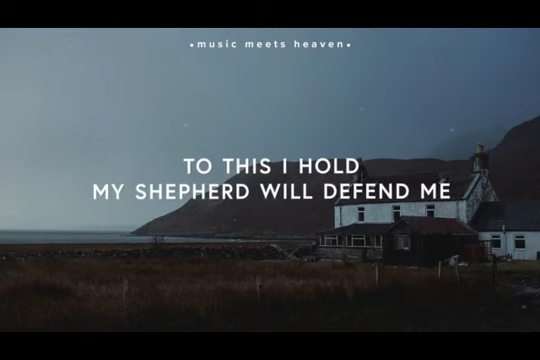 •music meets heaven•
TO THIS I HOLD
MY SHEPHERD WILL DEFEND ME